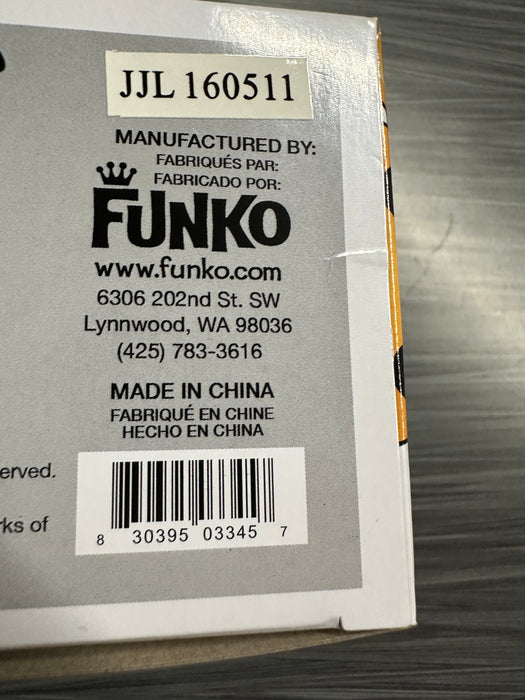 JJL 160511
MANUFACTURED BY:
FABRIQUÉS PAR:
FABRICADO POR:
FUNKO
www.funko.com
6306 202nd St. SW
Lynnwood, WA 98036
(425) 783-3616
MADE IN CHINA
FABRIQUÉ EN CHINE
HECHO EN CHINA
erved.
rks of
8 30395 03345 7